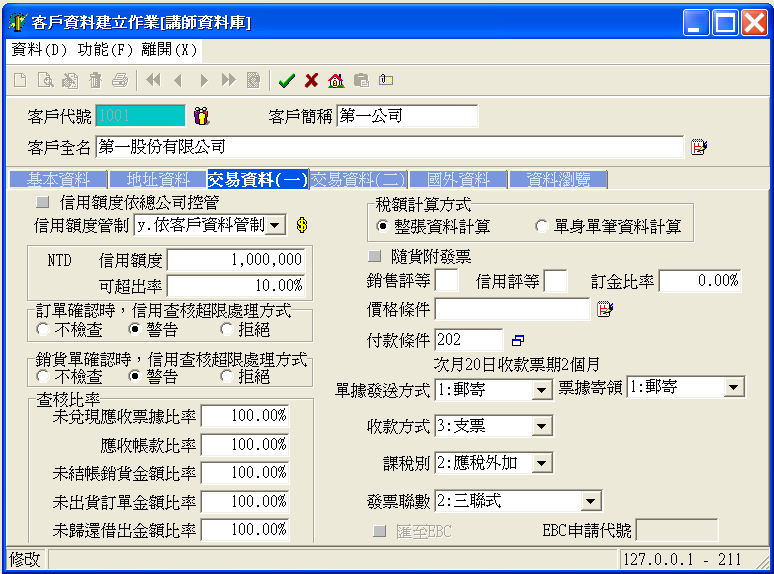 客戶資料建立作業[講師資料庫]
資料(D) 功能(F) 離開(X)
客戶代號 1001 客戶簡稱 第一公司
客戶全名 第一股份有限公司
基本資料 地址資料 交易資料(一) 交易資料(二) 國外資料 資料瀏覽
信用額度依總公司控管
信用額度管制 y.依客戶資料管制
NTD 信用額度 1,000,000
可超出率 10.00%
訂單確認時，信用查核超限處理方式
不檢查 警告 拒絕
銷貨單確認時，信用查核超限處理方式
不檢查 警告 拒絕
查核比率
未兌現應收票據比率 100.00%
應收帳款比率 100.00%
未結帳銷貨金額比率 100.00%
未出貨訂單金額比率 100.00%
未歸還借出金額比率 100.00%
稅額計算方式
整張資料計算 單身單筆資料計算
隨貨附發票
銷售評等 信用評等 訂金比率 0.00%
價格條件
付款條件 202
次月20日收款票期2個月
單據發送方式 1:郵寄 票據寄領 1:郵寄
收款方式 3:支票
課稅別 2:應稅外加
發票聯數 2:三聯式
匯至EBC EBC申請代號
修改 127.0.0.1 - 211